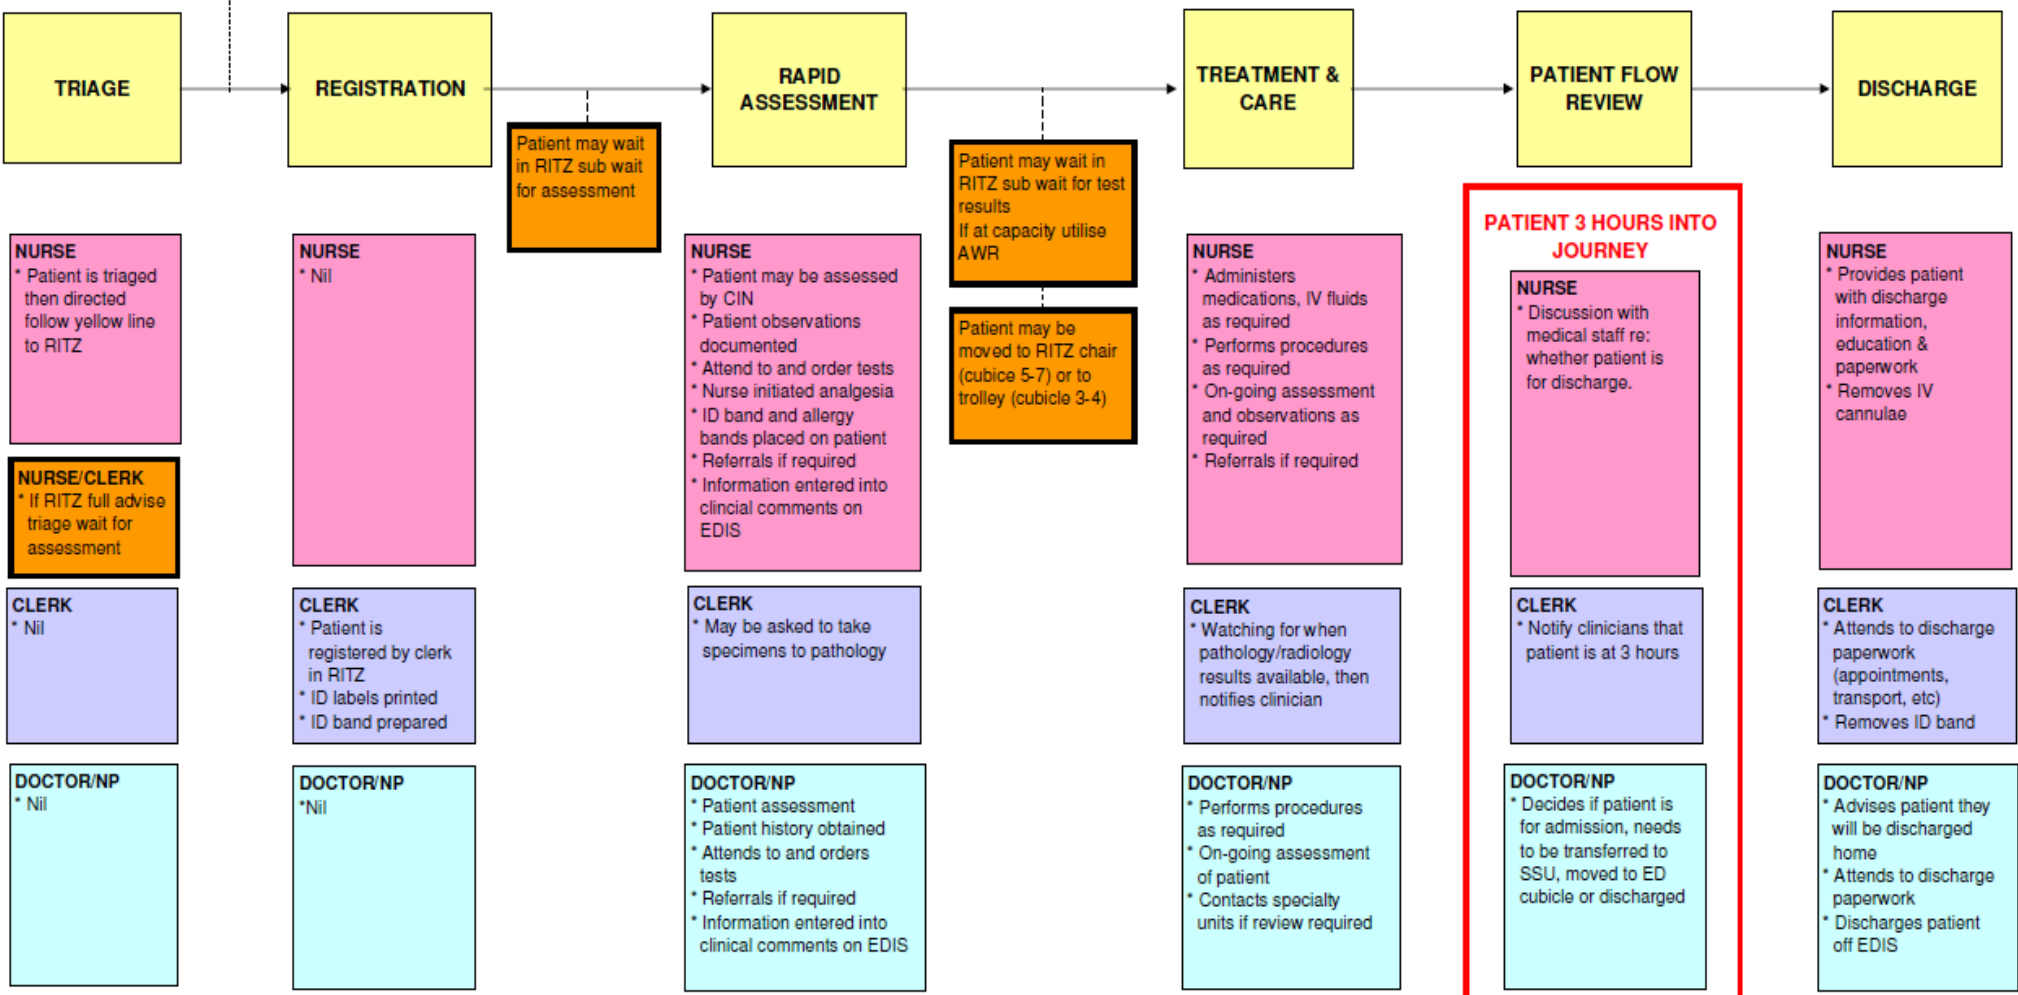 TRIAGE
REGISTRATION
RAPID
ASSESSMENT
TREATMENT &
CARE
PATIENT FLOW
REVIEW
DISCHARGE
Patient may wait
in RITZ sub wait
for assessment
Patient may wait in
RITZ sub wait for test
results
If at capacity utilise
AWR
Patient may be
moved to RITZ chair
(cubice 5-7) or to
trolley (cubicle 3-4)
PATIENT 3 HOURS INTO
JOURNEY
NURSE
* Patient is triaged
then directed
follow yellow line
to RITZ
NURSE/CLERK
* If RITZ full advise
triage wait for
assessment
NURSE
* Nil
NURSE
* Patient may be assessed
by CIN
* Patient observations
documented
* Attend to and order tests
* Nurse initiated analgesia
* ID band and allergy
bands placed on patient
* Referrals if required
* Information entered into
clincial comments on
EDIS
NURSE
* Administers
medications, IV fluids
as required
* Performs procedures
as required
* On-going assessment
and observations as
required
* Referrals if required
NURSE
* Discussion with
medical staff re:
whether patient is
for discharge.
NURSE
* Provides patient
with discharge
information,
education &
paperwork
* Removes IV
cannulae
CLERK
* Nil
CLERK
* Patient is
registered by clerk
in RITZ
* ID labels printed
* ID band prepared
CLERK
* May be asked to take
specimens to pathology
CLERK
* Watching for when
pathology/radiology
results available, then
notifies clinician
CLERK
* Notify clinicians that
patient is at 3 hours
CLERK
* Attends to discharge
paperwork
(appointments,
transport, etc)
* Removes ID band
DOCTOR/NP
* Nil
DOCTOR/NP
*Nil
DOCTOR/NP
* Patient assessment
* Patient history obtained
* Attends to and orders
tests
* Referrals if required
* Information entered into
clinical comments on EDIS
DOCTOR/NP
* Performs procedures
as required
* On-going assessment
of patient
* Contacts specialty
units if review required
DOCTOR/NP
* Decides if patient is
for admission, needs
to be transferred to
SSU, moved to ED
cubicle or discharged
DOCTOR/NP
* Advises patient they
will be discharged
home
* Attends to discharge
paperwork
* Discharges patient
off EDIS